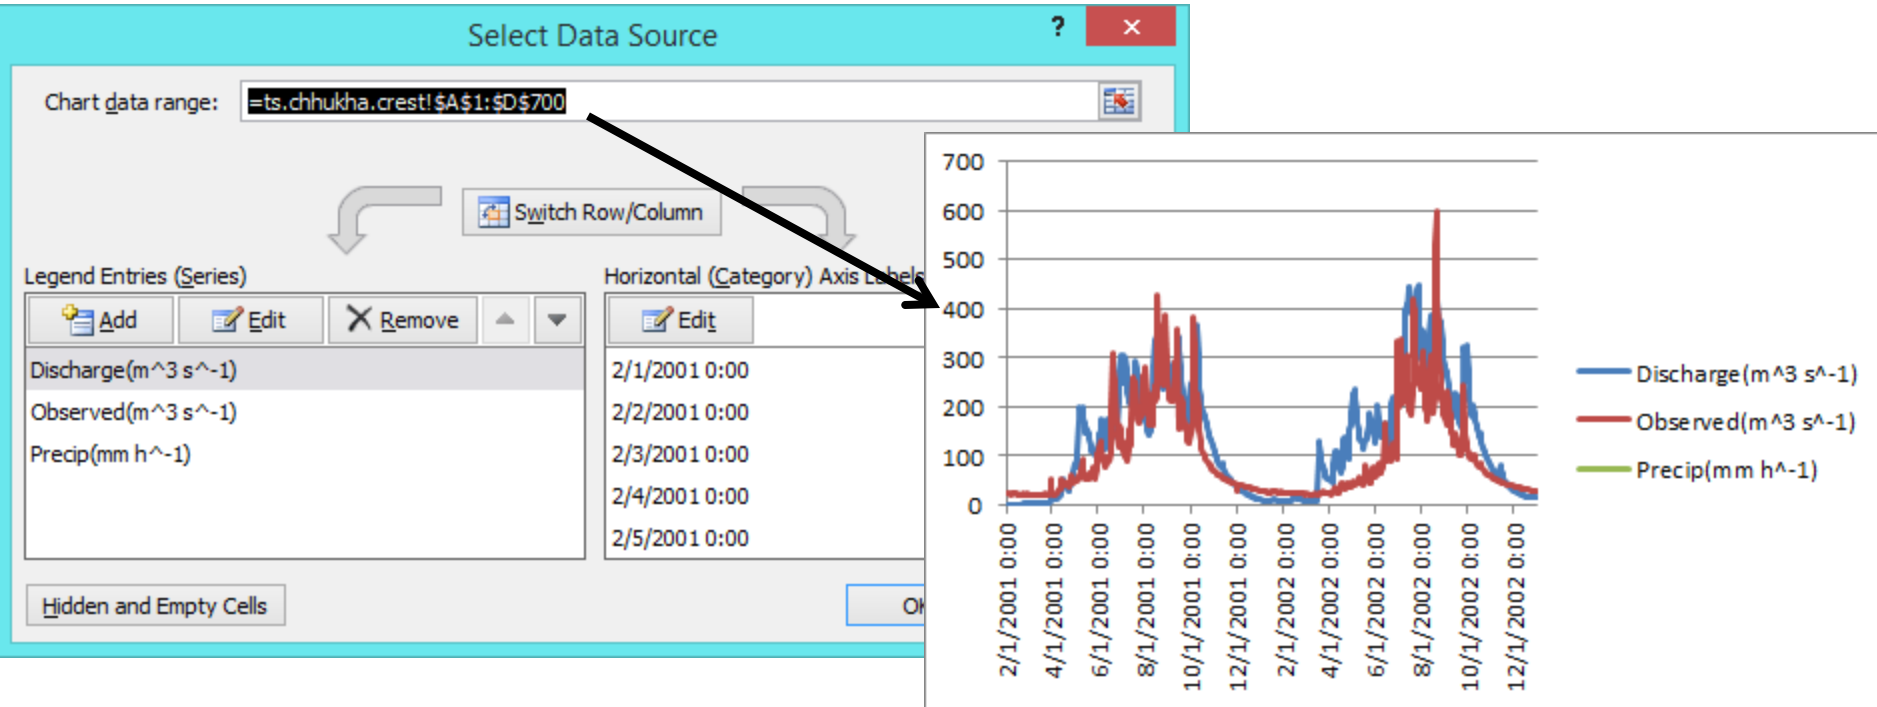 Select Data Source
?
Chart data range:
=ts.chhukha.crest!$A$1:$D$700
Switch Row/Column
Legend Entries (Series)
Add
Edit
Remove
Discharge(m^3 s^-1)
Observed(m^3 s^-1)
Precip(mm h^-1)
Horizontal (Category) Axis Labels
Edit
2/1/2001 0:00
2/2/2001 0:00
2/3/2001 0:00
2/4/2001 0:00
2/5/2001 0:00
Hidden and Empty Cells
700
600
500
400
300
200
100
0
2/1/2001 0:00
4/1/2001 0:00
6/1/2001 0:00
8/1/2001 0:00
10/1/2001 0:00
12/1/2001 0:00
2/1/2002 0:00
4/1/2002 0:00
6/1/2002 0:00
8/1/2002 0:00
10/1/2002 0:00
12/1/2002 0:00
Discharge(m^3 s^-1)
Observed(m^3 s^-1)
Precip(mm h^-1)